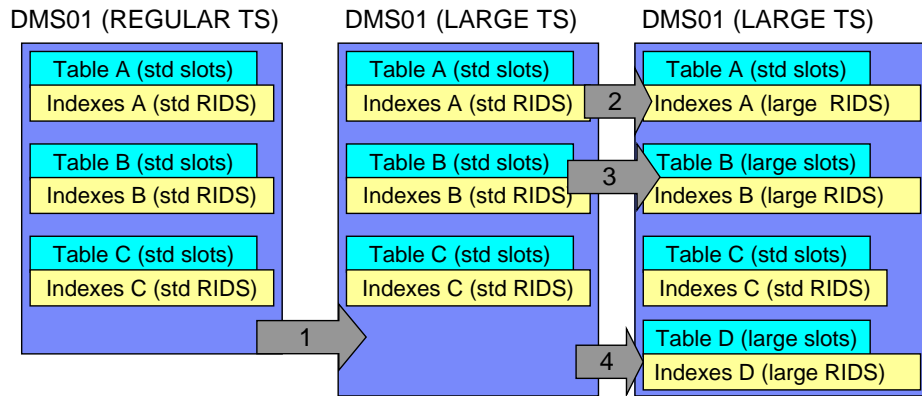 DMS01 (REGULAR TS)
Table A (std slots)
Indexes A (std RIDS)
Table B (std slots)
Indexes B (std RIDS)
Table C (std slots)
Indexes C (std RIDS)
1
DMS01 (LARGE TS)
Table A (std slots)
Indexes A (std RIDS)
Table B (std slots)
Indexes B (std RIDS)
Table C (std slots)
Indexes C (std RIDS)
2
3
4
DMS01 (LARGE TS)
Table A (std slots)
Indexes A (large RIDS)
Table B (large slots)
Indexes B (large RIDS)
Table C (std slots)
Indexes C (std RIDS)
Table D (large slots)
Indexes D (large RIDS)